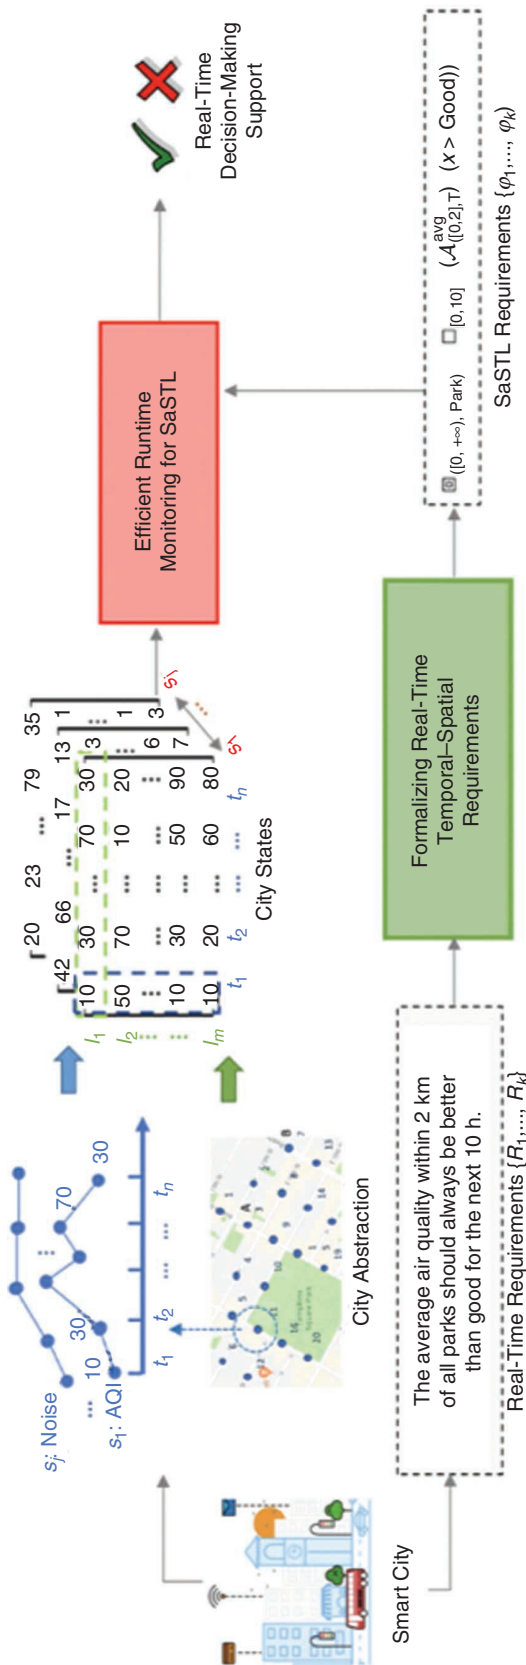 Smart City
s_j: Noise
...
s_1: AQI
10
30
...
70
30
t_1
t_2
...
...
t_n
City Abstraction
20 23 ... 79 35
42 66 ... 17 13 1
l_1 10 30 ... 70 30 3 ...
l_2 50 70 ... 10 20 ... 1
... ... ... ... ... ... 6 3
... 10 30 ... 50 90 7
l_m 10 20 ... 60 80
t_1 t_2 ... ... t_n
...
City States
Efficient Runtime
Monitoring for SaSTL
Real-Time
Decision-Making
Support
The average air quality within 2 km
of all parks should always be better
than good for the next 10 h.
Real-Time Requirements {R_1,..., R_k}
Formalizing Real-Time
Temporal–Spatial
Requirements
([0, +∞), Park) □[0,10] (𝒜^avg_([0,2],T) (x > Good))
SaSTL Requirements {φ_1,..., φ_k}